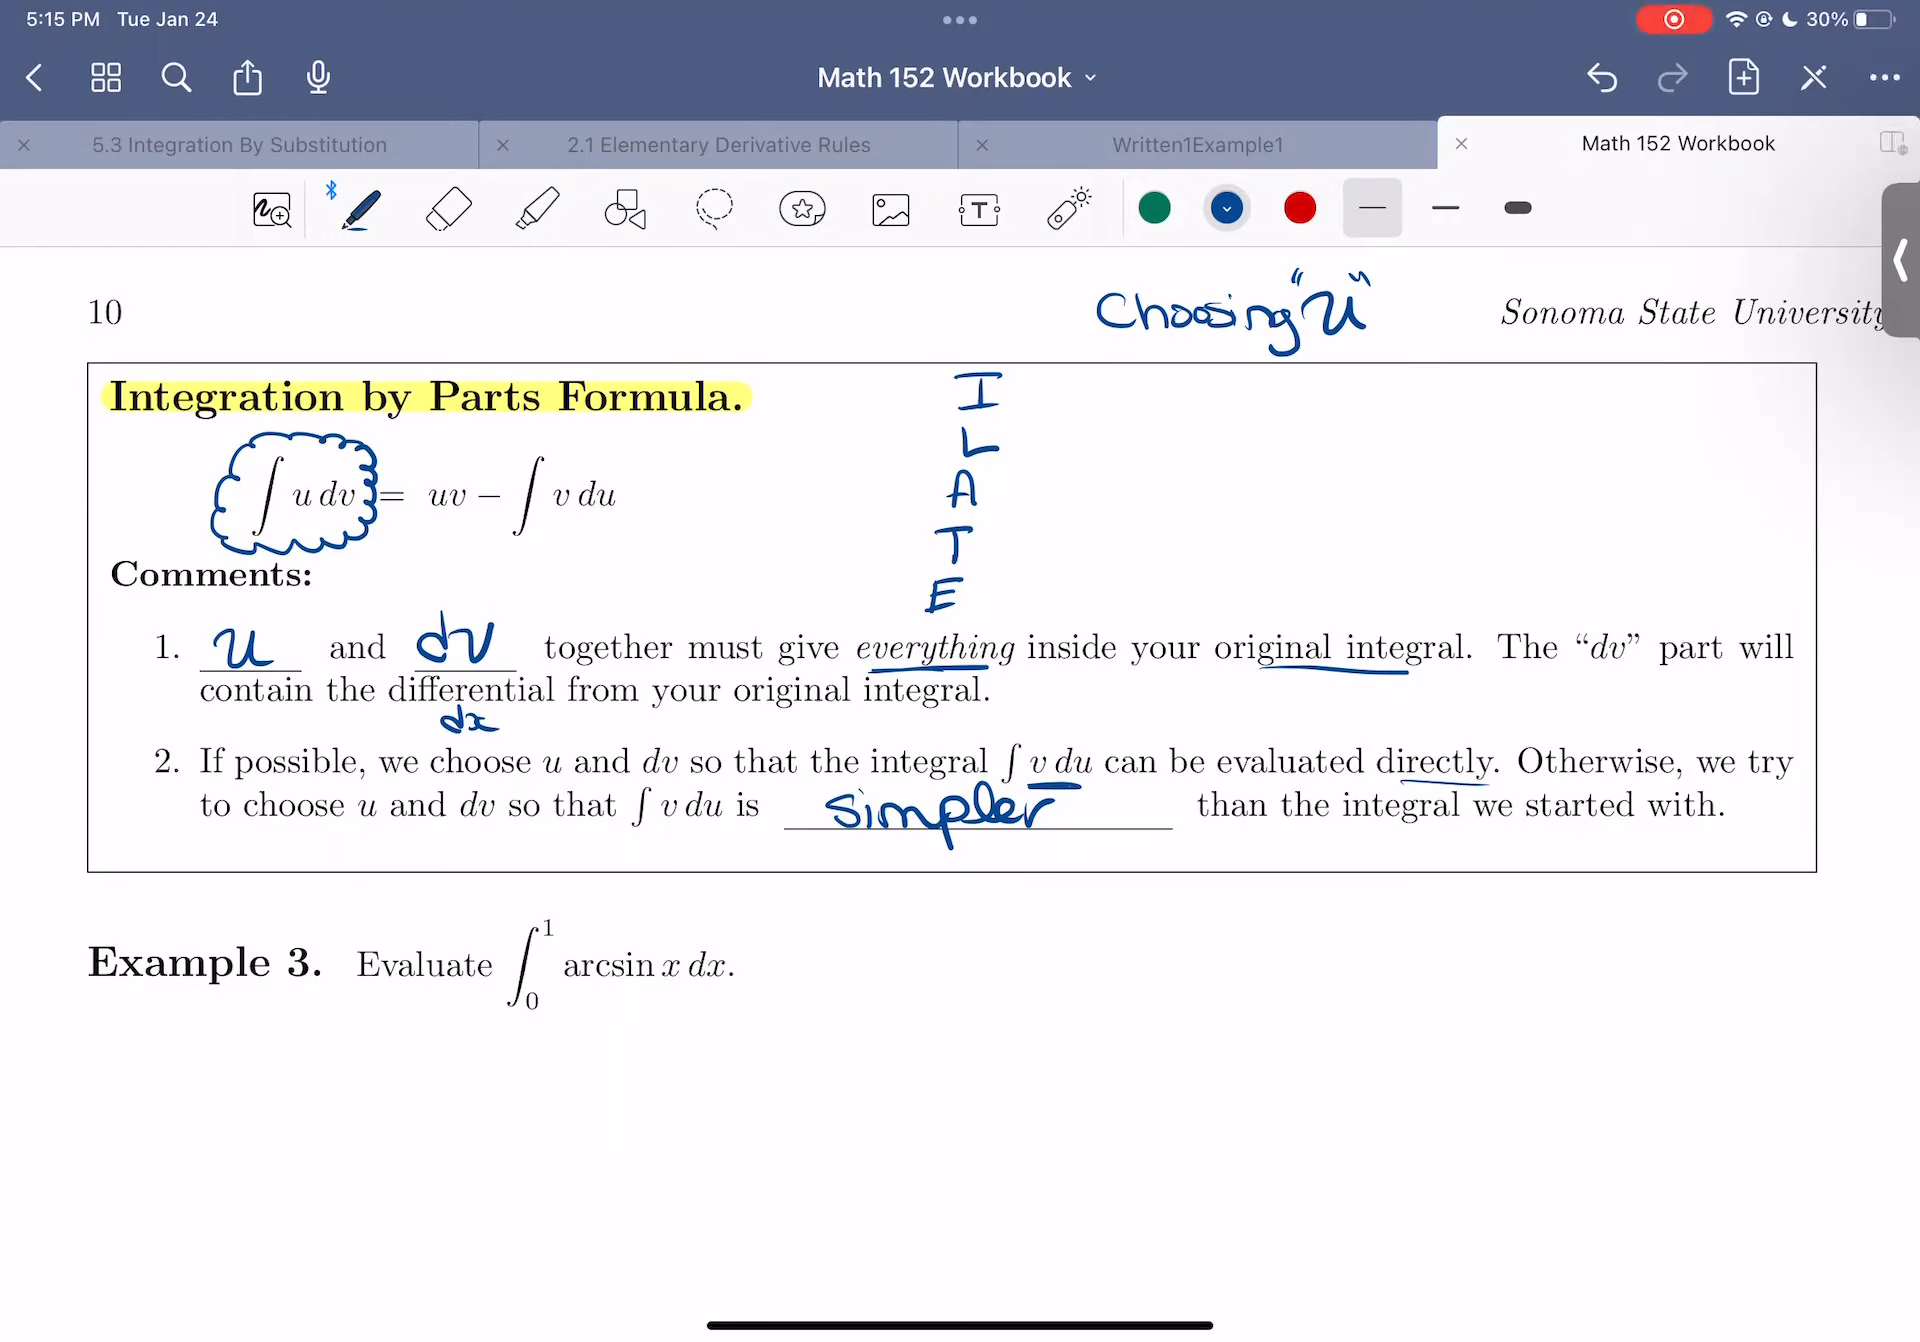 5:15 PM Tue Jan 24
30%
Math 152 Workbook
5.3 Integration By Substitution
2.1 Elementary Derivative Rules
Written1Example1
Math 152 Workbook
T
10
Choosing "u"
Sonoma State University
Integration by Parts Formula.
I
L
A
T
E
∫ u dv = uv − ∫ v du
Comments:
1. u and dv together must give everything inside your original integral. The “dv” part will
contain the differential from your original integral.
dx
2. If possible, we choose u and dv so that the integral ∫ v du can be evaluated directly. Otherwise, we try
to choose u and dv so that ∫ v du is simpler than the integral we started with.
Example 3. Evaluate ∫₀¹ arcsin x dx.